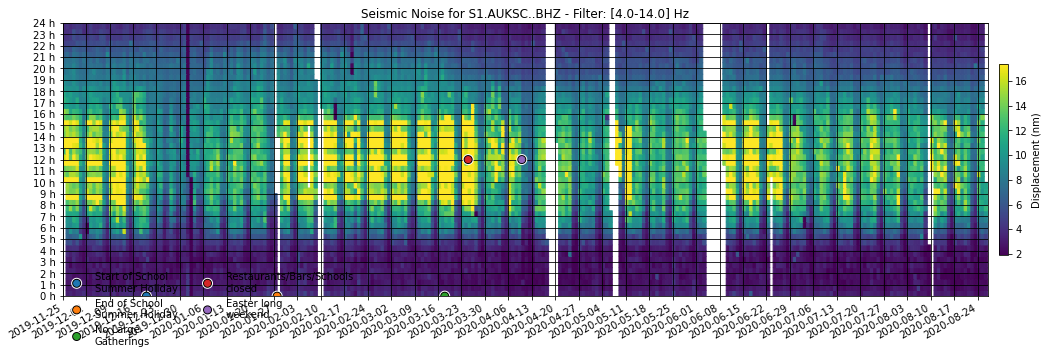 Seismic Noise for S1.AUKSC..BHZ - Filter: [4.0-14.0] Hz
24 h
23 h
22 h
21 h
20 h
19 h
18 h
17 h
16 h
15 h
14 h
13 h
12 h
11 h
10 h
9 h
8 h
7 h
6 h
5 h
4 h
3 h
2 h
1 h
0 h
16
14
12
10
8
6
4
2
Displacement (nm)
Start of School
Summer Holiday
End of School
Summer Holiday
No Large
Gatherings
Restaurants/Bars/Schools
closed
Easter long
weekend
2019-11-25
2020-02-10
2020-02-17
2020-02-24
2020-03-02
2020-03-09
2020-03-16
2020-03-23
2020-03-30
2020-04-06
2020-04-13
2020-04-20
2020-04-27
2020-05-04
2020-05-11
2020-05-18
2020-05-25
2020-06-01
2020-06-08
2020-06-15
2020-06-22
2020-06-29
2020-07-06
2020-07-13
2020-07-20
2020-07-27
2020-08-03
2020-08-10
2020-08-17
2020-08-24